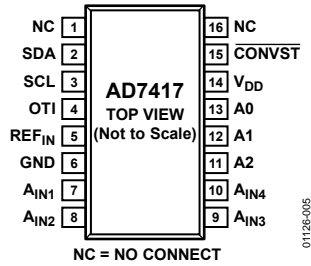 NC 1 16 NC
SDA 2 15 CONVST
SCL 3 AD7417 14 VDD
OTI 4 TOP VIEW 13 A0
REFIN 5 (Not to Scale) 12 A1
GND 6 11 A2
AIN1 7 10 AIN4
AIN2 8 9 AIN3
NC = NO CONNECT
01126-005